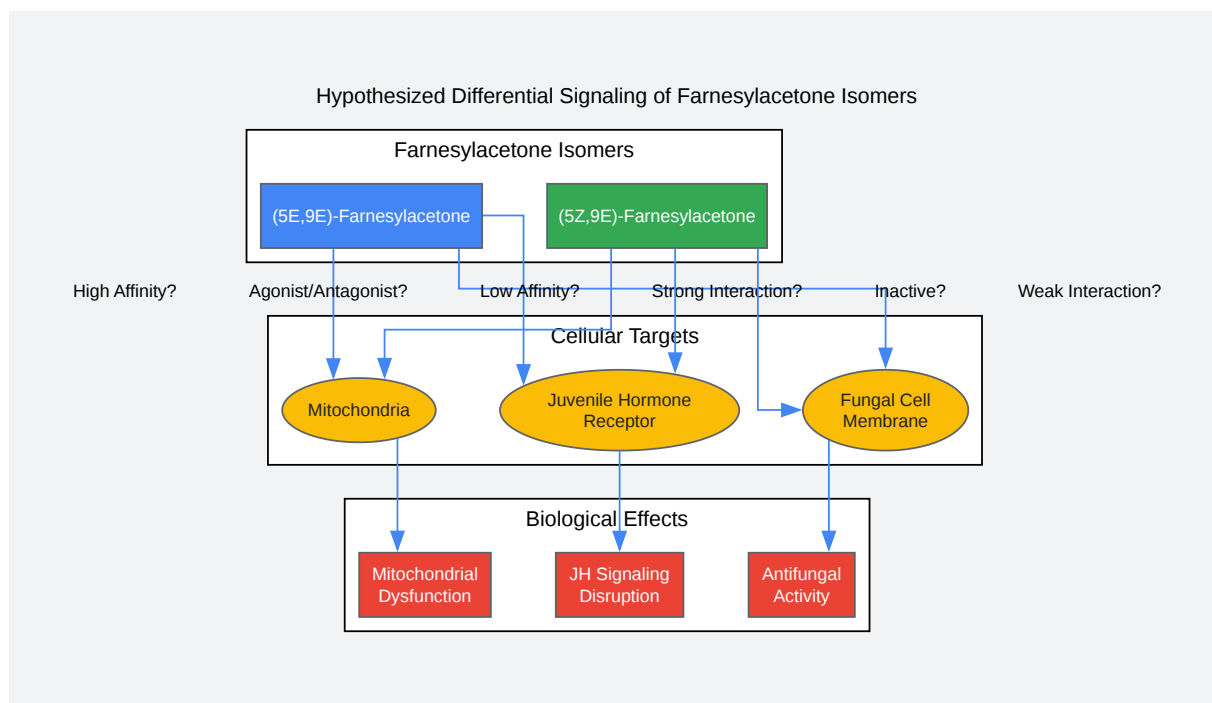 Hypothesized Differential Signaling of Farnesylacetone Isomers
Farnesylacetone Isomers
(5E,9E)-Farnesylacetone
(5Z,9E)-Farnesylacetone
High Affinity?
Agonist/Antagonist?
Low Affinity?
Strong Interaction?
Inactive?
Weak Interaction?
Cellular Targets
Mitochondria
Juvenile Hormone
Receptor
Fungal Cell
Membrane
Biological Effects
Mitochondrial
Dysfunction
JH Signaling
Disruption
Antifungal
Activity